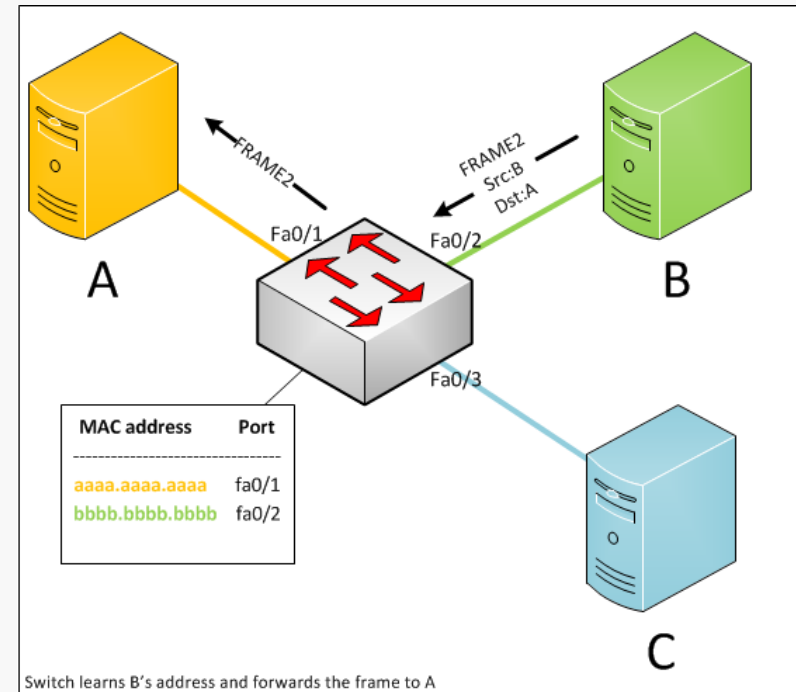 FRAME2
FRAME2
Src:B
Dst:A
Fa0/1
Fa0/2
A
B
Fa0/3
MAC address Port
----------------------------------
aaaa.aaaa.aaaa fa0/1
bbbb.bbbb.bbbb fa0/2
C
Switch learns B's address and forwards the frame to A